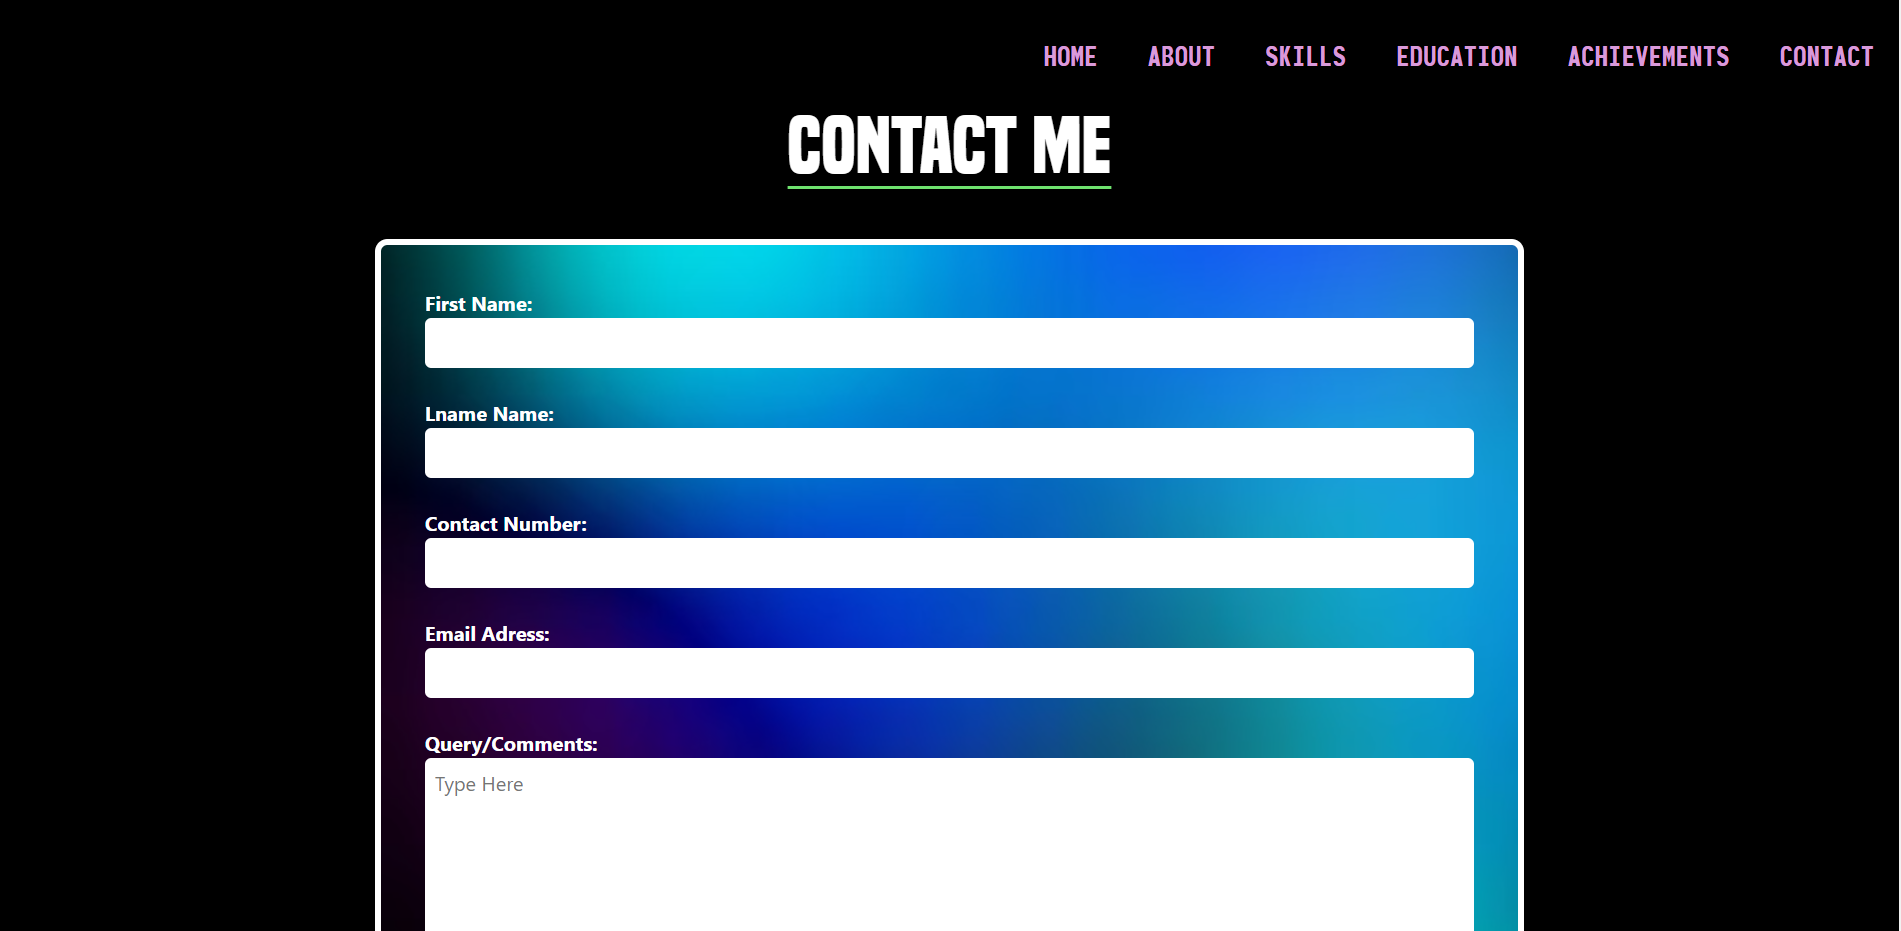 HOME ABOUT SKILLS EDUCATION ACHIEVEMENTS CONTACT
CONTACT ME
First Name:
Lname Name:
Contact Number:
Email Adress:
Query/Comments:
Type Here